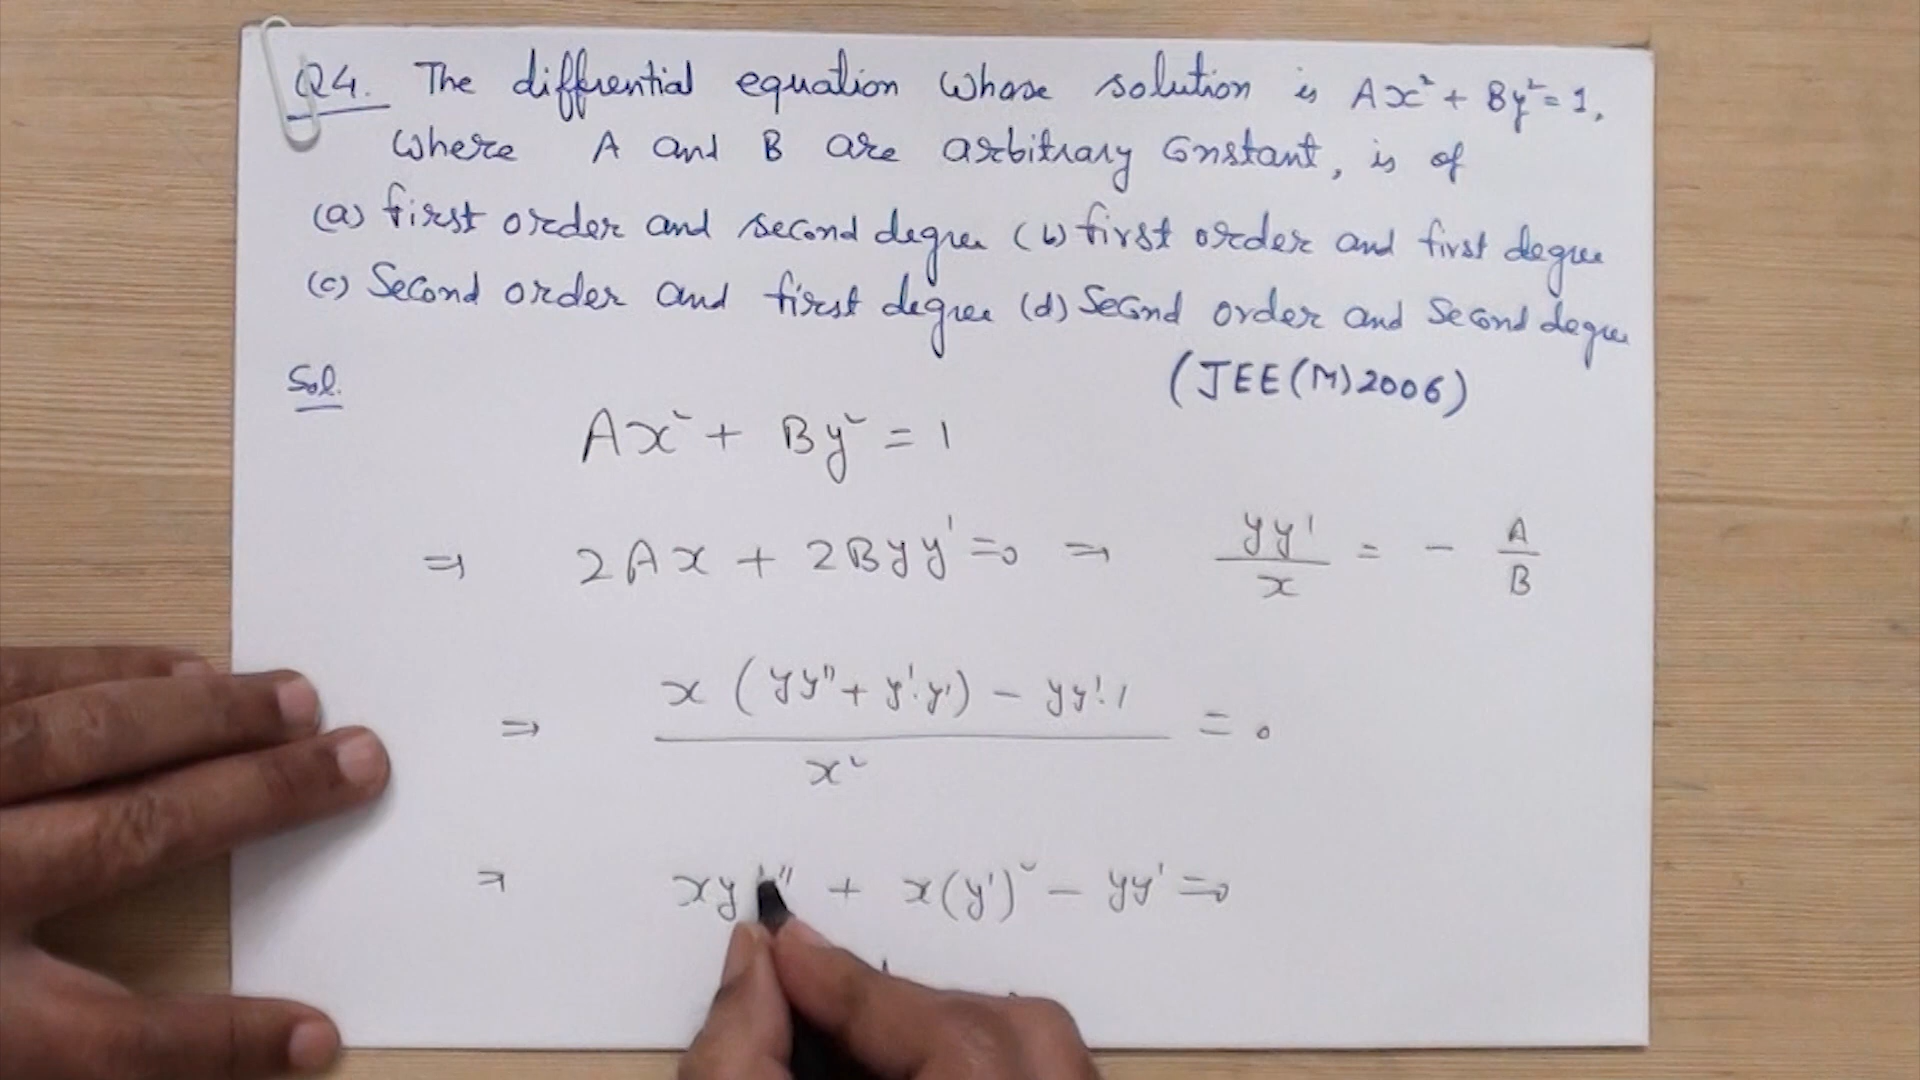 Q4. The differential equation whose solution is Ax² + By² = 1,
where A and B are arbitrary constant, is of
(a) first order and second degree (b) first order and first degree
(c) Second order and first degree (d) Second order and second degree
(JEE(M)2006)
Sol.
Ax² + By² = 1
⇒ 2Ax + 2Byy' = 0 ⇒ yy'/x = - A/B
⇒ x (yy" + y'.y') - yy'.1 / x² = 0
⇒ xyy" + x(y')² - yy' = 0